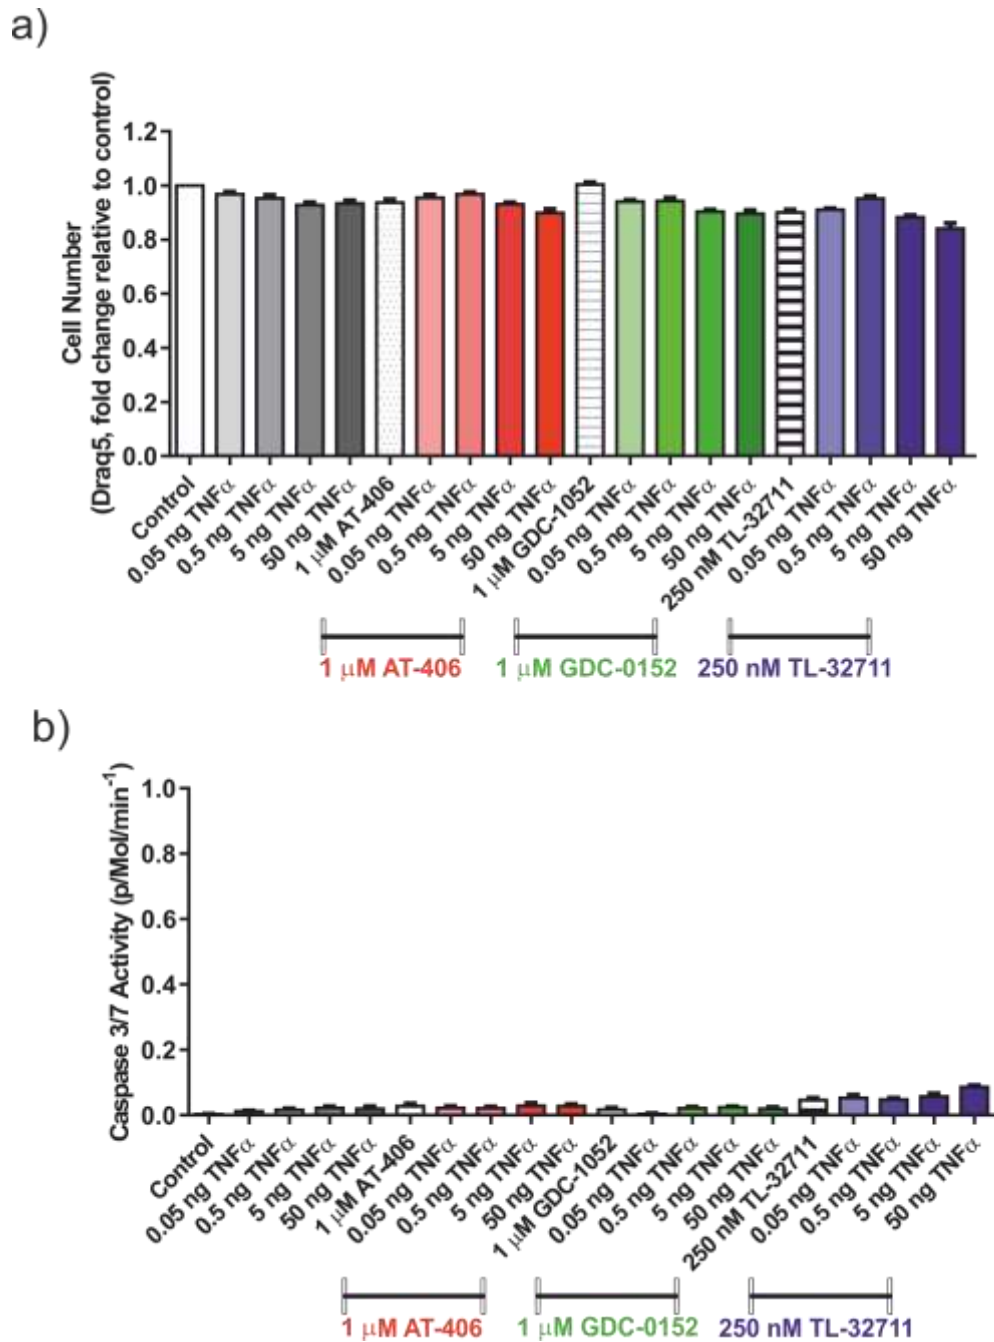 a)
Cell Number
(Draq5, fold change relative to control)
1.2
1.0
0.8
0.6
0.4
0.2
0.0
Control
0.05 ng TNFα
0.5 ng TNFα
5 ng TNFα
50 ng TNFα
1 μM AT-406
0.05 ng TNFα
0.5 ng TNFα
5 ng TNFα
50 ng TNFα
1 μM GDC-1052
0.05 ng TNFα
0.5 ng TNFα
5 ng TNFα
50 ng TNFα
250 nM TL-32711
0.05 ng TNFα
0.5 ng TNFα
5 ng TNFα
50 ng TNFα
1 μM AT-406
1 μM GDC-0152
250 nM TL-32711
b)
Caspase 3/7 Activity (p/Mol/min⁻¹)
1.0
0.8
0.6
0.4
0.2
0.0
Control
0.05 ng TNFα
0.5 ng TNFα
5 ng TNFα
50 ng TNFα
1 μM AT-406
0.05 ng TNFα
0.5 ng TNFα
5 ng TNFα
50 ng TNFα
1 μM GDC-1052
0.05 ng TNFα
0.5 ng TNFα
5 ng TNFα
50 ng TNFα
250 nM TL-32711
0.05 ng TNFα
0.5 ng TNFα
5 ng TNFα
50 ng TNFα
1 μM AT-406
1 μM GDC-0152
250 nM TL-32711